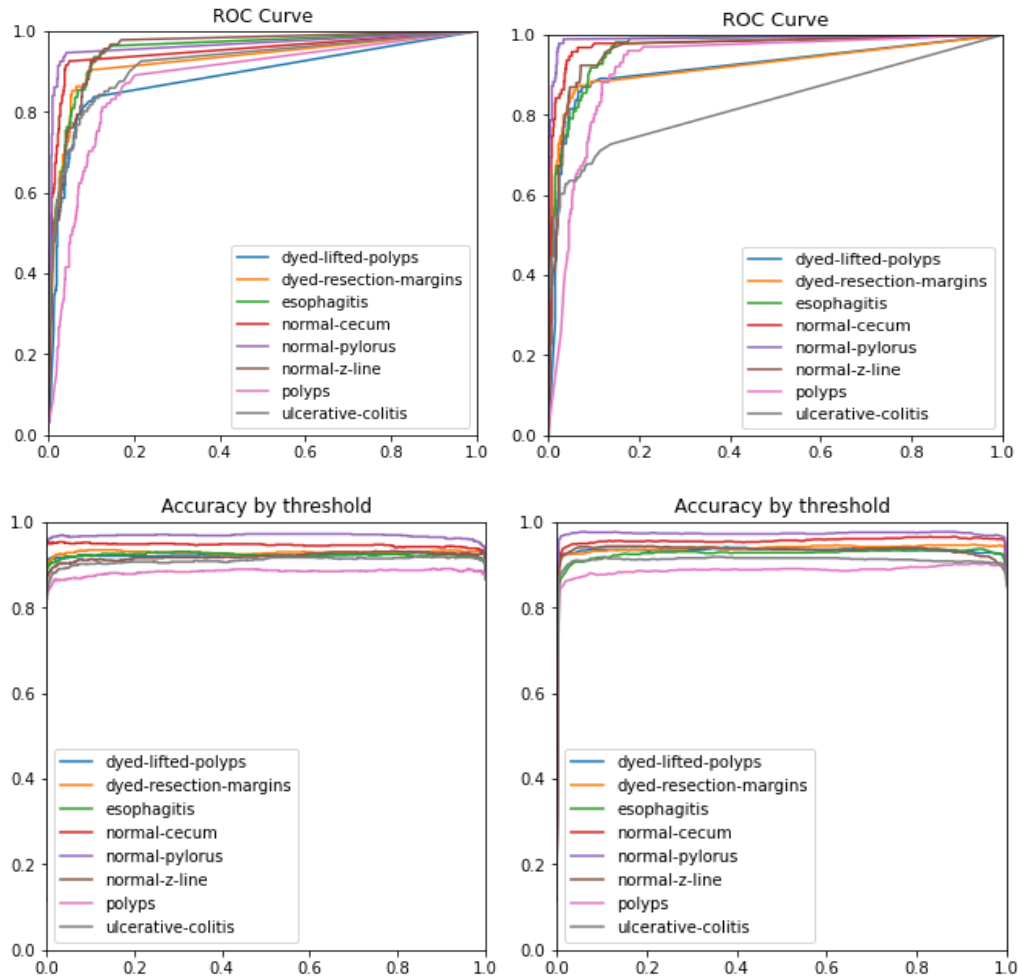 ROC Curve
1.0
0.8
0.6
0.4
0.2
0.0
dyed-lifted-polyps
dyed-resection-margins
esophagitis
normal-cecum
normal-pylorus
normal-z-line
polyps
ulcerative-colitis
0.0 0.2 0.4 0.6 0.8 1.0
ROC Curve
1.0
0.8
0.6
0.4
0.2
0.0
dyed-lifted-polyps
dyed-resection-margins
esophagitis
normal-cecum
normal-pylorus
normal-z-line
polyps
ulcerative-colitis
0.0 0.2 0.4 0.6 0.8 1.0
Accuracy by threshold
1.0
0.8
0.6
0.4
0.2
0.0
dyed-lifted-polyps
dyed-resection-margins
esophagitis
normal-cecum
normal-pylorus
normal-z-line
polyps
ulcerative-colitis
0.0 0.2 0.4 0.6 0.8 1.0
Accuracy by threshold
1.0
0.8
0.6
0.4
0.2
0.0
dyed-lifted-polyps
dyed-resection-margins
esophagitis
normal-cecum
normal-pylorus
normal-z-line
polyps
ulcerative-colitis
0.0 0.2 0.4 0.6 0.8 1.0